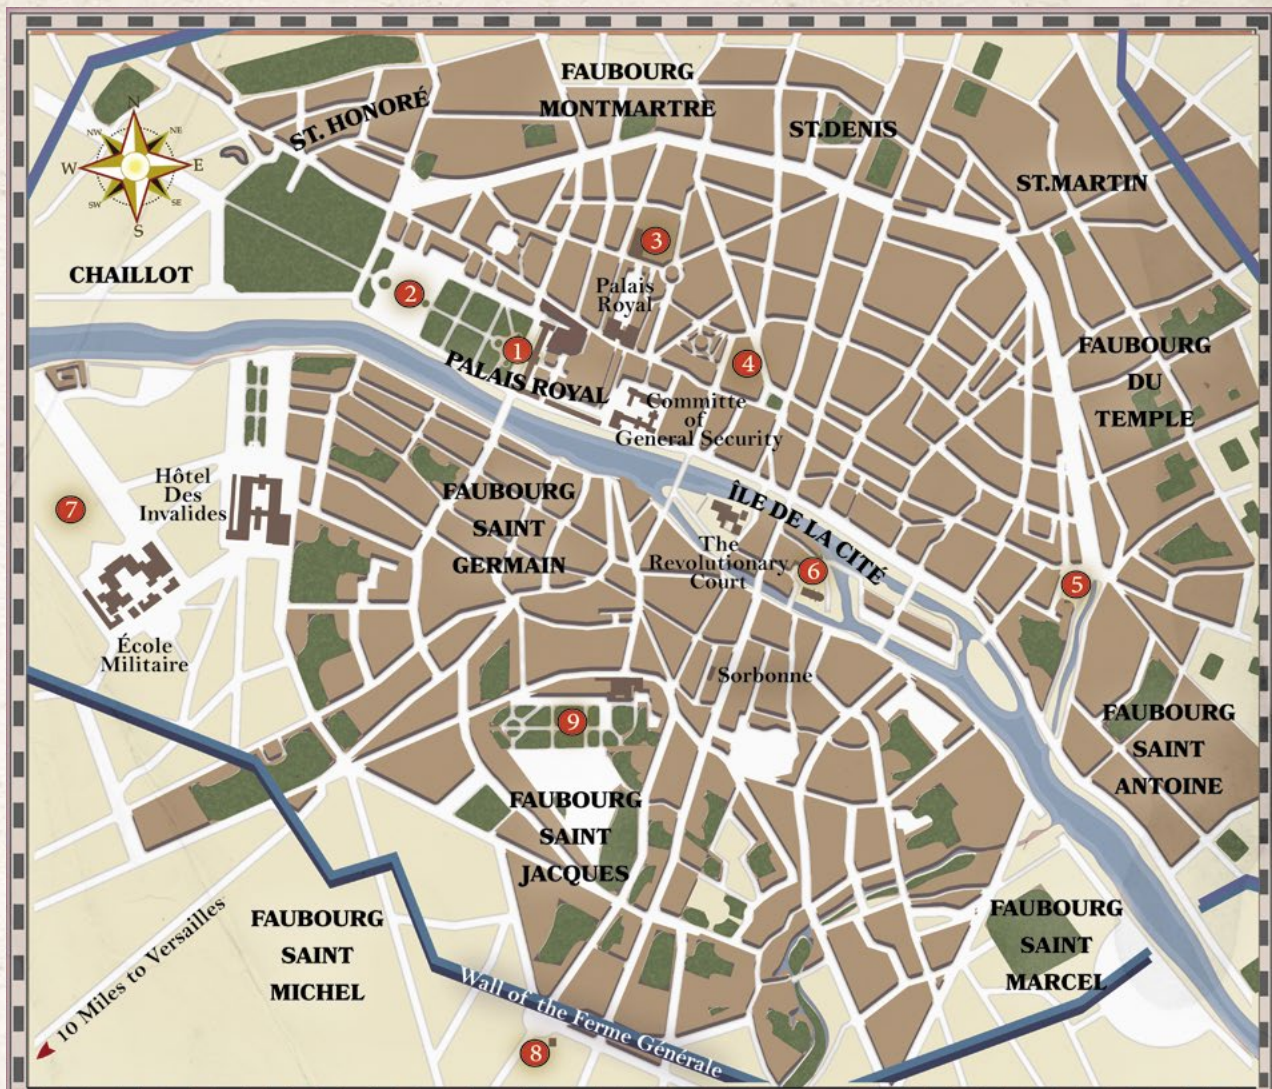 FAUBOURG
MONTMARTRE
ST. HONORÉ
ST.DENIS
ST.MARTIN
N
NW
NE
W
E
SW
SE
S
CHAILLOT
3
2
Palais
Royal
1
PALAIS ROYAL
4
FAUBOURG
DU
TEMPLE
Committe
of
General Security
Hôtel
Des
Invalides
7
FAUBOURG
SAINT
GERMAIN
ÎLE DE LA CITÉ
The
Revolutionary
Court
6
5
École
Militaire
Sorbonne
9
FAUBOURG
SAINT
ANTOINE
FAUBOURG
SAINT
JACQUES
10 Miles to Versailles
FAUBOURG
SAINT
MICHEL
FAUBOURG
SAINT
MARCEL
Wall of the Ferme Générale
8